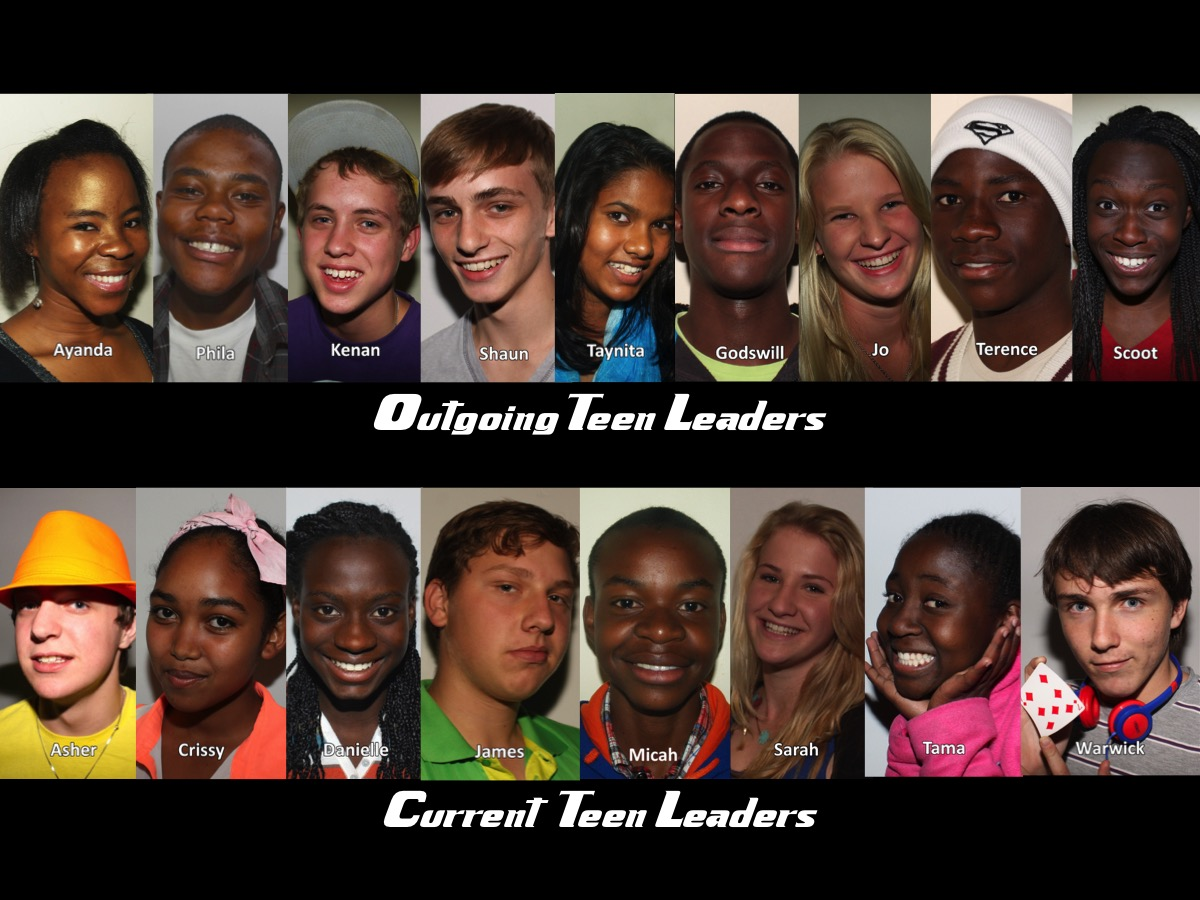 Ayanda Phila Kenan Shaun Taynita Godswill Jo Terence Scoot
Outgoing Teen Leaders
Asher Crissy Danielle James Micah Sarah Tama Warwick
Current Teen Leaders